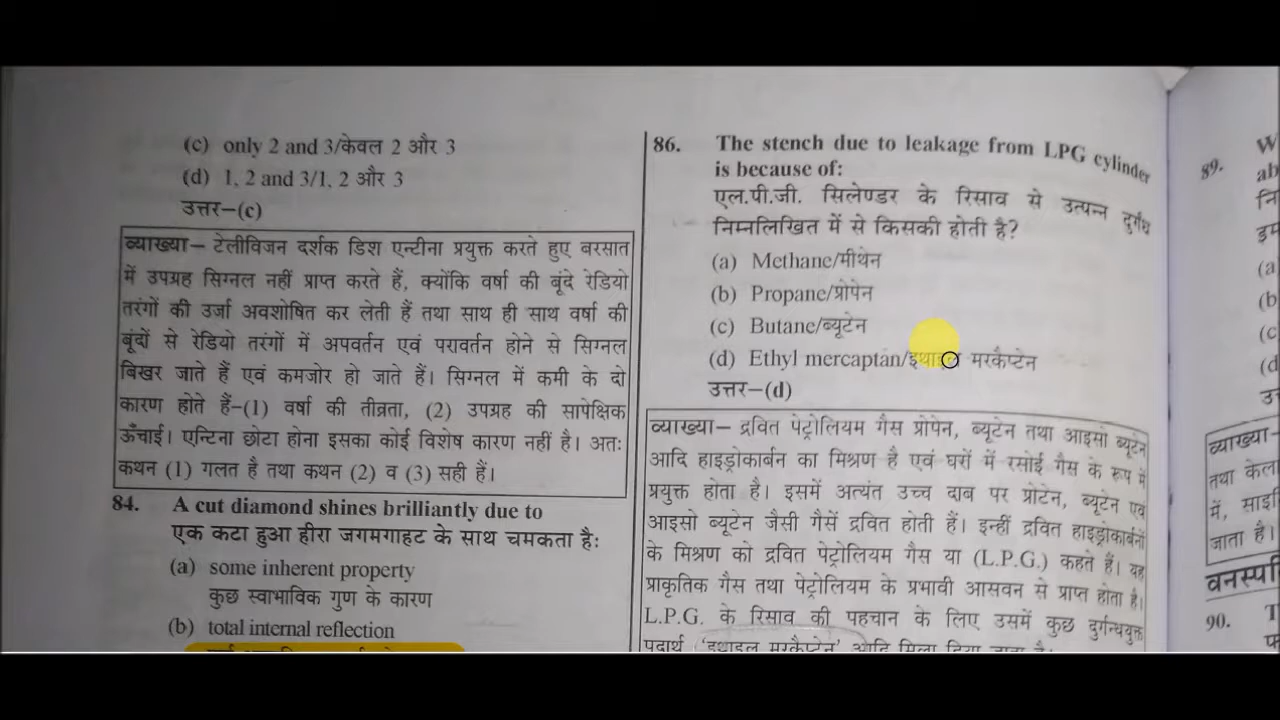 (c) only 2 and 3/केवल 2 और 3
(d) 1, 2 and 3/1, 2 और 3
उत्तर–(c)
व्याख्या– टेलीविजन दर्शक डिश एन्टीना प्रयुक्त करते हुए बरसात
में उपग्रह सिग्नल नहीं प्राप्त करते हैं, क्योंकि वर्षा की बूंदे रेडियो
तरंगों की उर्जा अवशोषित कर लेती हैं तथा साथ ही साथ वर्षा की
बूंदों से रेडियो तरंगों में अपवर्तन एवं परावर्तन होने से सिग्नल
बिखर जाते हैं एवं कमजोर हो जाते हैं। सिग्नल में कमी के दो
कारण होते हैं–(1) वर्षा की तीव्रता, (2) उपग्रह की सापेक्षिक
ऊँचाई। एन्टिना छोटा होना इसका कोई विशेष कारण नहीं है। अतः
कथन (1) गलत है तथा कथन (2) व (3) सही हैं।
84. A cut diamond shines brilliantly due to
एक कटा हुआ हीरा जगमगाहट के साथ चमकता है:
(a) some inherent property
कुछ स्वाभाविक गुण के कारण
(b) total internal reflection
86. The stench due to leakage from LPG cylinder
is because of:
एल.पी.जी. सिलेण्डर के रिसाव से उत्पन्न दुर्गंध
निम्नलिखित में से किसकी होती है?
(a) Methane/मीथेन
(b) Propane/प्रोपेन
(c) Butane/ब्यूटेन
(d) Ethyl mercaptan/इथाइल मरकैप्टेन
उत्तर–(d)
व्याख्या– द्रवित पेट्रोलियम गैस प्रोपेन, ब्यूटेन तथा आइसो ब्यूटेन
आदि हाइड्रोकार्बन का मिश्रण है एवं घरों में रसोई गैस के रूप में
प्रयुक्त होता है। इसमें अत्यंत उच्च दाब पर प्रोटेन, ब्यूटेन एवं
आइसो ब्यूटेन जैसी गैसें द्रवित होती हैं। इन्हीं द्रवित हाइड्रोकार्बनों
के मिश्रण को द्रवित पेट्रोलियम गैस या (L.P.G.) कहते हैं। यह
प्राकृतिक गैस तथा पेट्रोलियम के प्रभावी आसवन से प्राप्त होता है।
L.P.G. के रिसाव की पहचान के लिए उसमें कुछ दुर्गन्धयुक्त
पदार्थ 'इथाइल मरकैप्टेन' आदि मिला दिया जाता है।
89.
व्याख्या–
तथा केला
जाता है।
90.